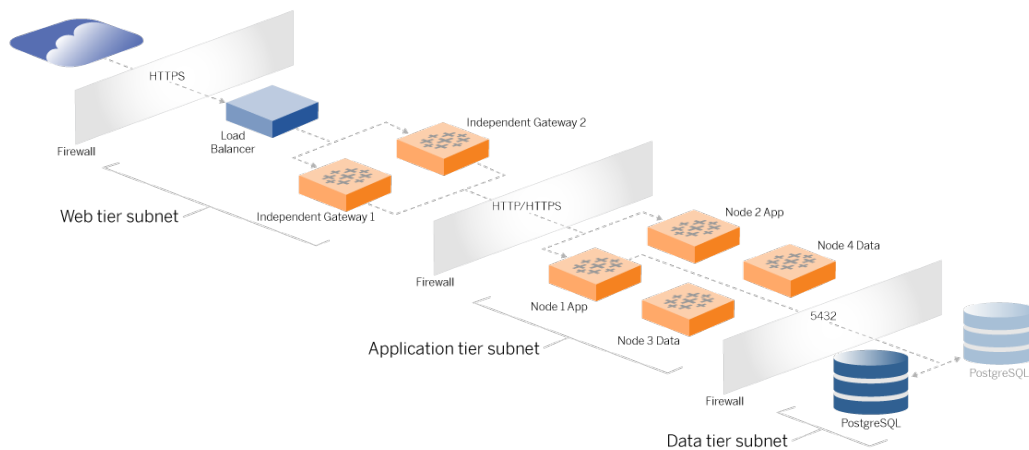 HTTPS
Firewall
Load
Balancer
Independent Gateway 2
Independent Gateway 1
Web tier subnet
HTTP/HTTPS
Firewall
Node 2 App
Node 4 Data
Node 1 App
Node 3 Data
Application tier subnet
5432
Firewall
PostgreSQL
PostgreSQL
Data tier subnet